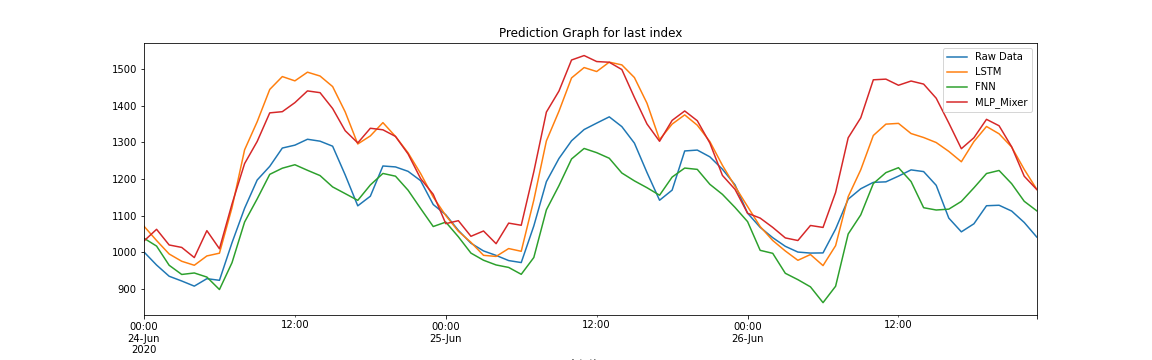 Prediction Graph for last index
1500
1400
1300
1200
1100
1000
900
Raw Data
LSTM
FNN
MLP_Mixer
00:00 12:00 00:00 12:00 00:00 12:00
24-Jun 25-Jun 26-Jun
2020